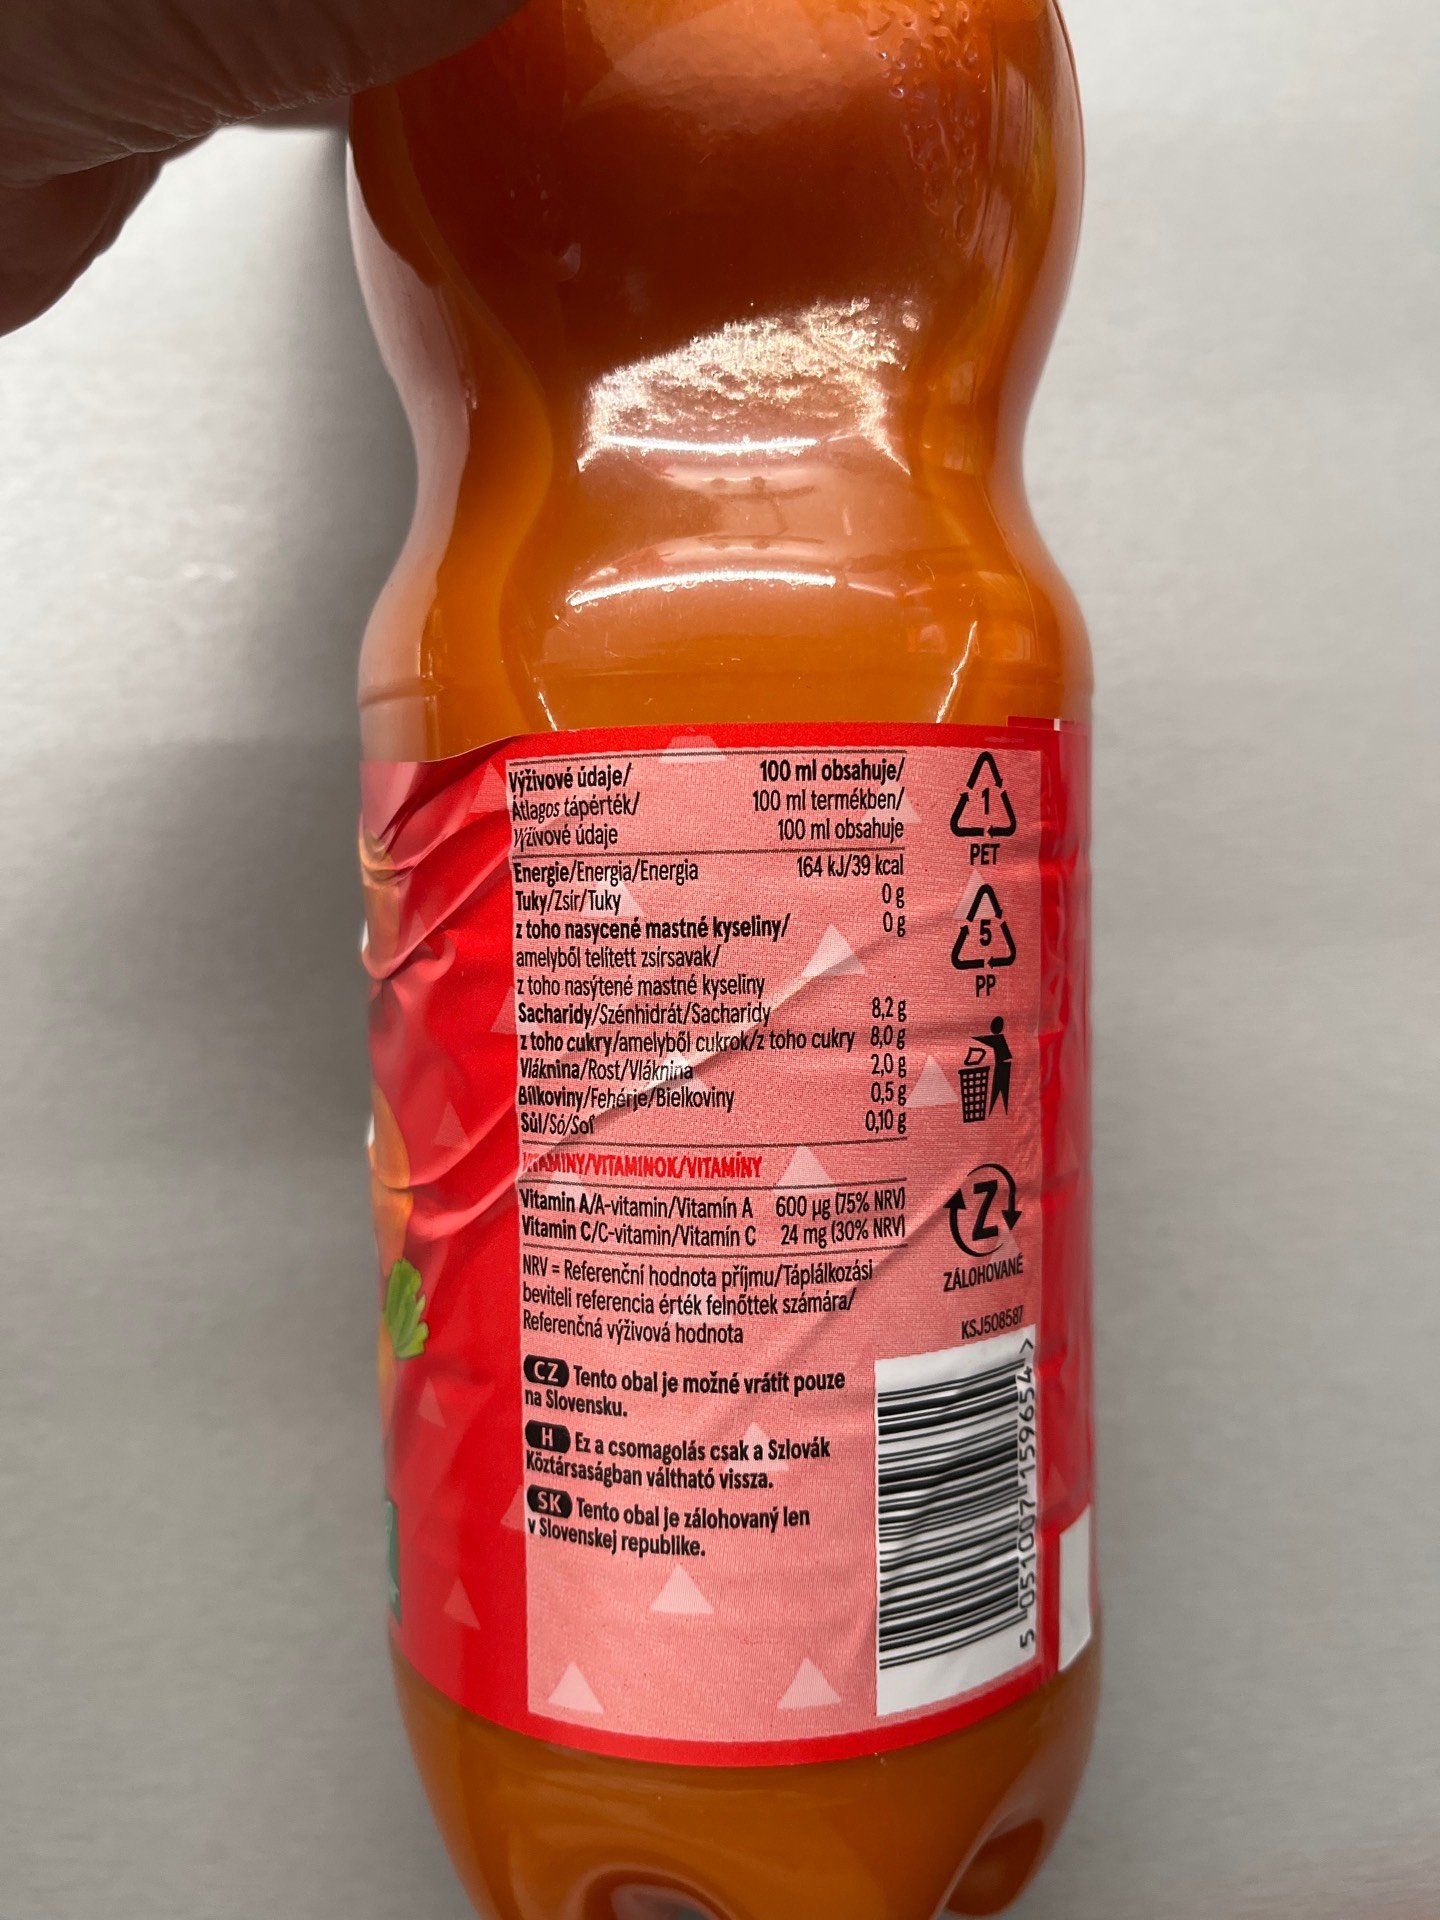 Výživové údaje/ 100 ml obsahuje/
Átlagos tápérték/ 100 ml termékben/
Výživové údaje 100 ml obsahuje
Energie/Energia/Energia 164 kJ/39 kcal
Tuky/Zsír/Tuky 0 g
z toho nasycené mastné kyseliny/ 0 g
amelyből telített zsírsavak/
z toho nasýtené mastné kyseliny
Sacharidy/Szénhidrát/Sacharidy 8,2 g
z toho cukry/amelyből cukrok/z toho cukry 8,0 g
Vláknina/Rost/Vláknina 2,0 g
Bílkoviny/Fehérje/Bielkoviny 0,5 g
Sůl/Só/Soľ 0,10 g
VITAMINY/VITAMINOK/VITAMÍNY
Vitamin A/A-vitamin/Vitamín A 600 µg (75% NRV)
Vitamin C/C-vitamin/Vitamín C 24 mg (30% NRV)
NRV = Referenční hodnota příjmu/Táplálkozási
beviteli referencia érték felnőttek számára/
Referenčná výživová hodnota
CZ Tento obal je možné vrátit pouze
na Slovensku.
H Ez a csomagolás csak a Szlovák
Köztársaságban váltható vissza.
SK Tento obal je zálohovaný len
v Slovenskej republike.
1
PET
5
PP
Z
ZÁLOHOVANÉ
KSJ508587
5 051007 159654 >